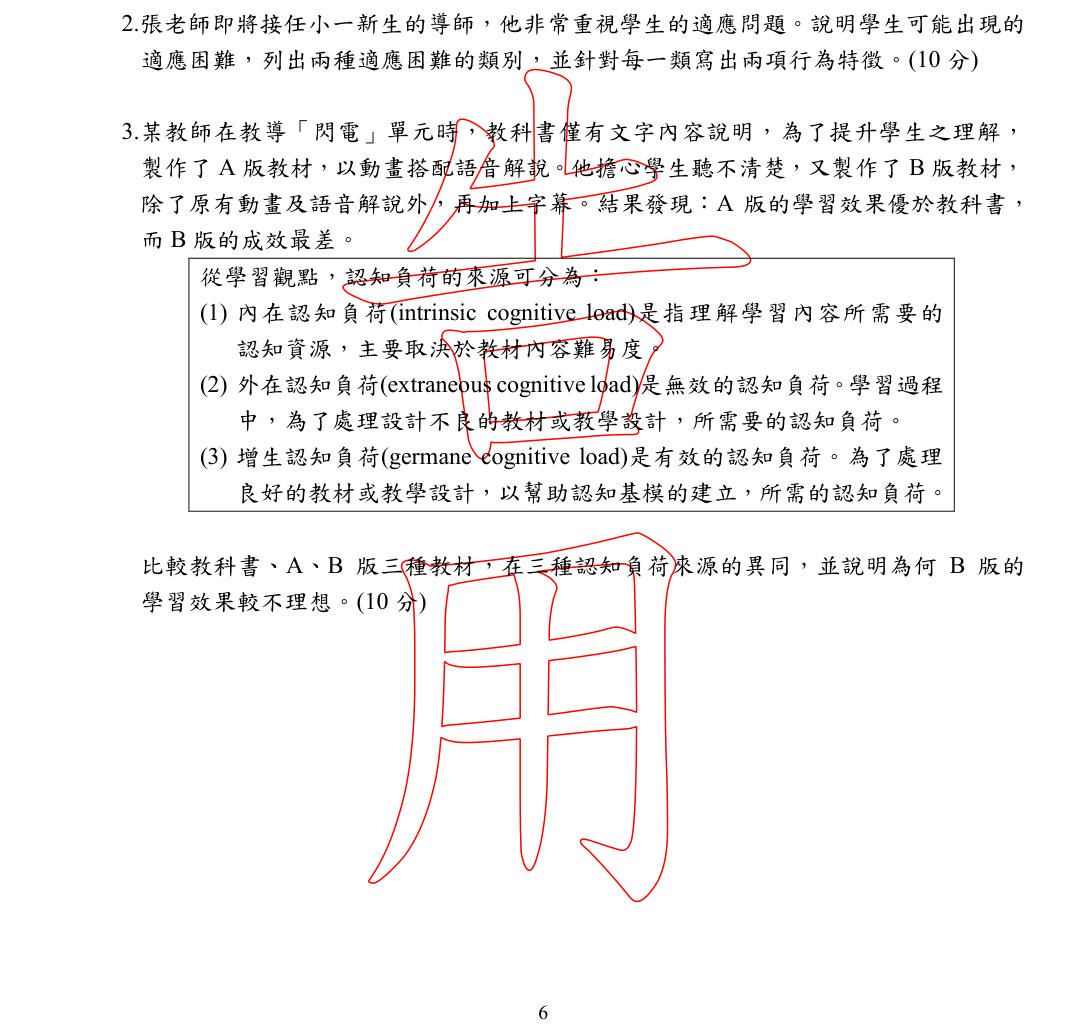 2.張老師即將接任小一新生的導師，他非常重視學生的適應問題。說明學生可能出現的
適應困難，列出兩種適應困難的類別，並針對每一類寫出兩項行為特徵。(10 分)
3.某教師在教導「閃電」單元時，教科書僅有文字內容說明，為了提升學生之理解，
製作了 A 版教材，以動畫搭配語音解說。他擔心學生聽不清楚，又製作了 B 版教材，
除了原有動畫及語音解說外，再加上字幕。結果發現：A 版的學習效果優於教科書，
而 B 版的成效最差。
從學習觀點，認知負荷的來源可分為：
(1) 內在認知負荷(intrinsic cognitive load)是指理解學習內容所需要的
認知資源，主要取決於教材內容難易度。
(2) 外在認知負荷(extraneous cognitive load)是無效的認知負荷。學習過程
中，為了處理設計不良的教材或教學設計，所需要的認知負荷。
(3) 增生認知負荷(germane cognitive load)是有效的認知負荷。為了處理
良好的教材或教學設計，以幫助認知基模的建立，所需的認知負荷。
比較教科書、A、B 版三種教材，在三種認知負荷來源的異同，並說明為何 B 版的
學習效果較不理想。(10 分)
用
6